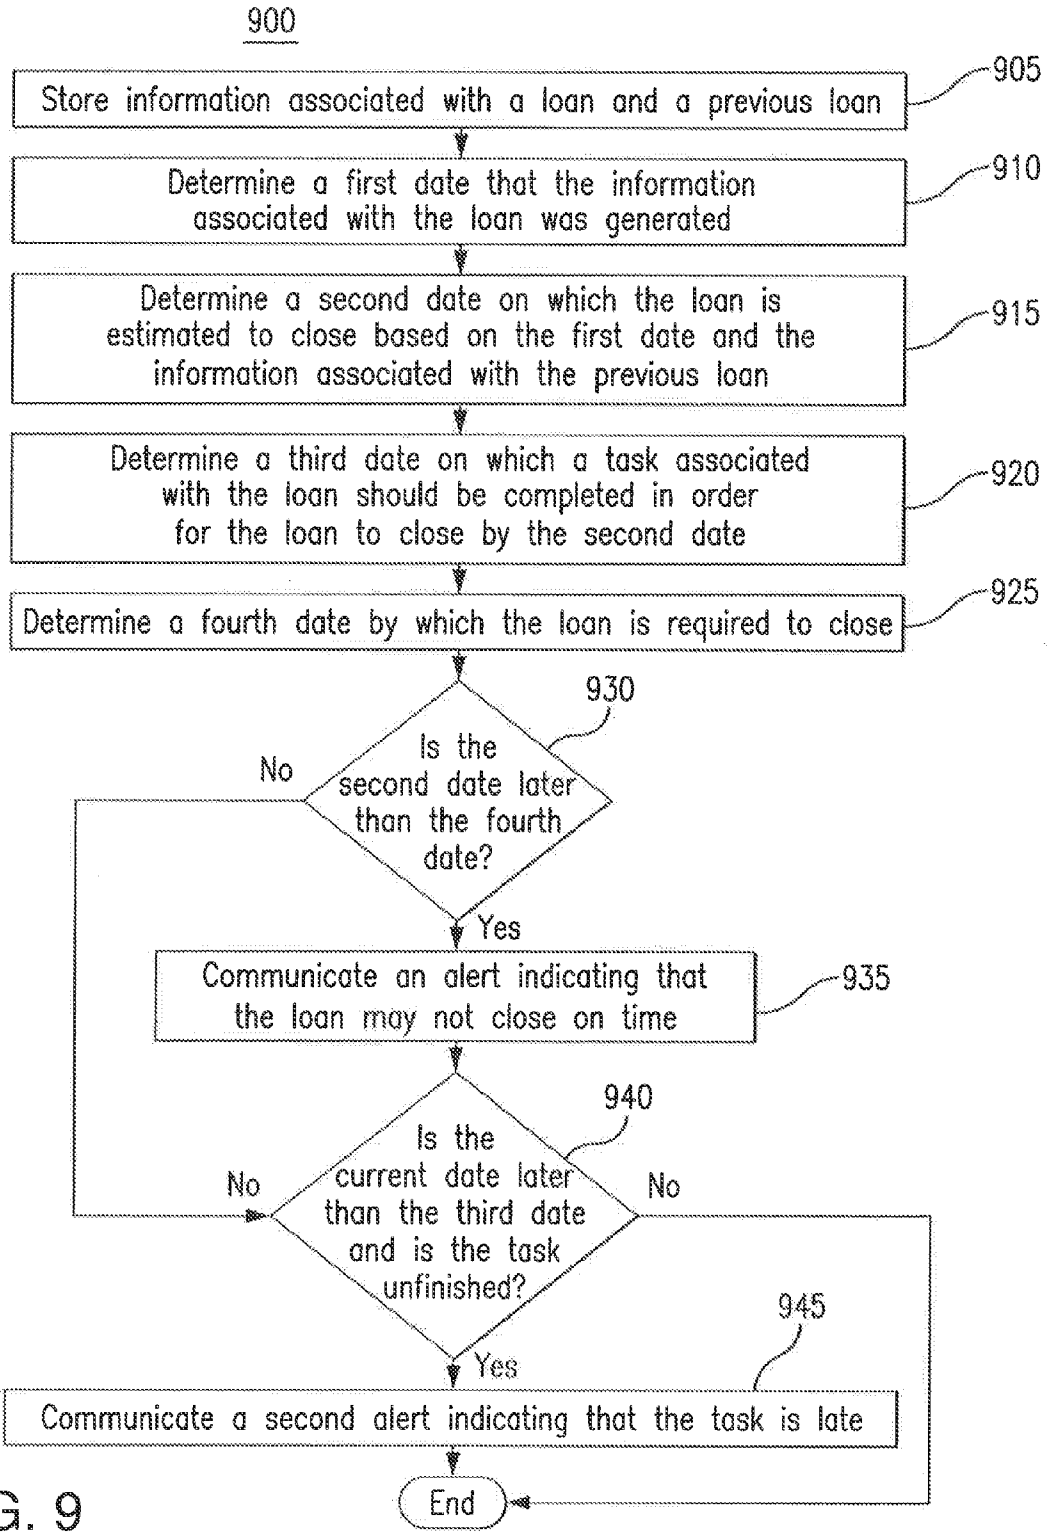 900
Store information associated with a loan and a previous loan
905
Determine a first date that the information
associated with the loan was generated
910
Determine a second date on which the loan is
estimated to close based on the first date and the
information associated with the previous loan
915
Determine a third date on which a task associated
with the loan should be completed in order
for the loan to close by the second date
920
Determine a fourth date by which the loan is required to close
925
930
Is the
second date later
than the fourth
date?
No
Yes
Communicate an alert indicating that
the loan may not close on time
935
940
Is the
current date later
than the third date
and is the task
unfinished?
No
No
Yes
945
Communicate a second alert indicating that the task is late
End
G. 9